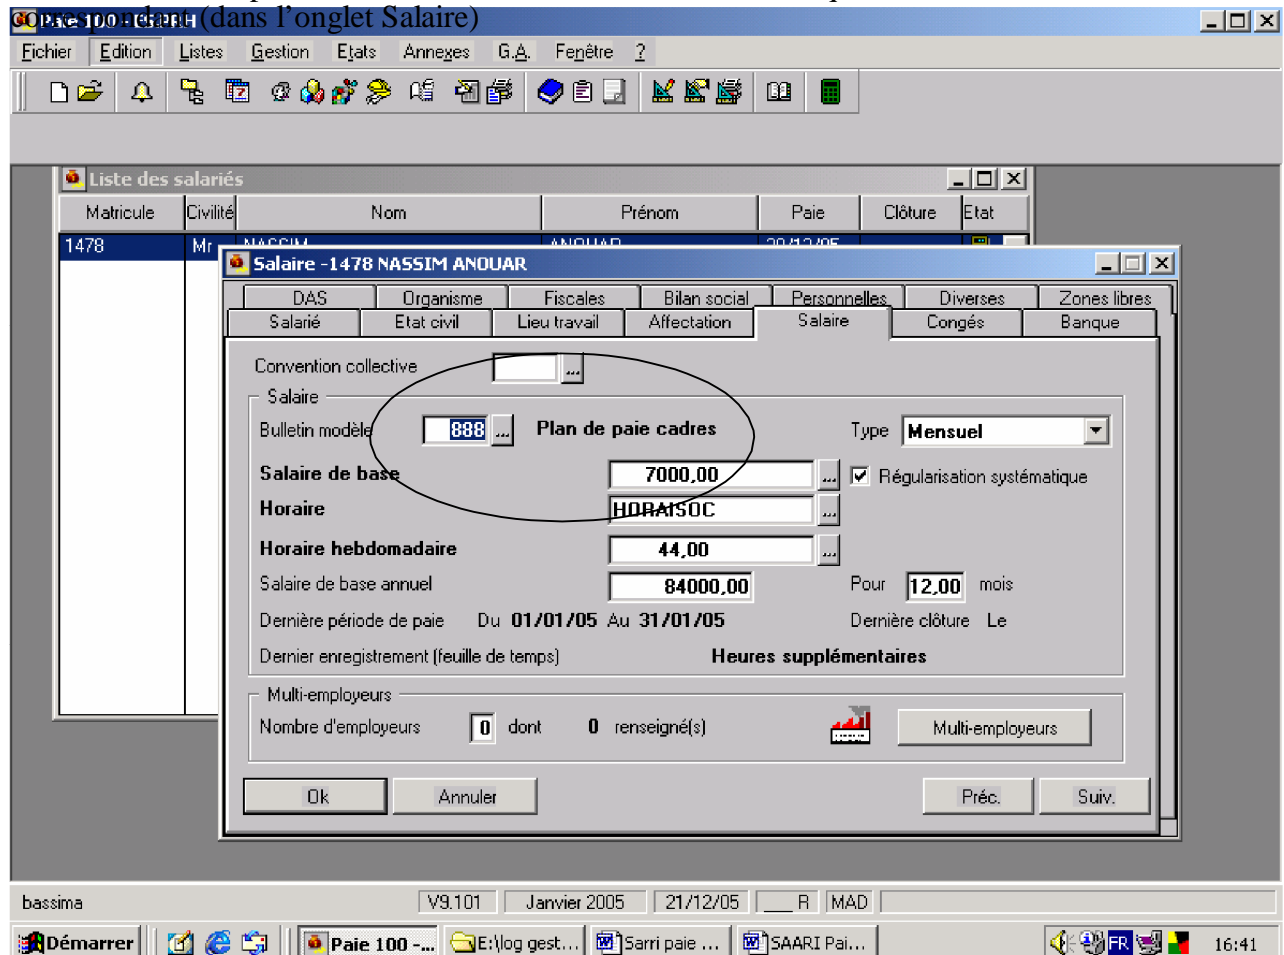 correspondant (dans l'onglet Salaire)
Paie 100 - ESPRH
Fichier Edition Listes Gestion Etats Annexes G.A. Fenêtre ?
Liste des salariés
Matricule Civilité Nom Prénom Paie Clôture Etat
1478 Mr NASSIM ANOUAR 20/12/05
Salaire -1478 NASSIM ANOUAR
DAS Organisme Fiscales Bilan social Personnelles Diverses Zones libres
Salarié Etat civil Lieu travail Affectation Salaire Congés Banque
Convention collective ...
Salaire
Bulletin modèle 888 ... Plan de paie cadres Type Mensuel
Salaire de base 7000,00 ... Régularisation systématique
Horaire HORAISOC ...
Horaire hebdomadaire 44,00 ...
Salaire de base annuel 84000,00 Pour 12,00 mois
Dernière période de paie Du 01/01/05 Au 31/01/05 Dernière clôture Le
Dernier enregistrement (feuille de temps) Heures supplémentaires
Multi-employeurs
Nombre d'employeurs 0 dont 0 renseigné(s) Multi-employeurs
Ok Annuler Préc. Suiv.
bassima V9.101 Janvier 2005 21/12/05 ___ R MAD
Démarrer Paie 100 -... E:\log gest... Sarri paie ... SAARI Pai... FR 16:41